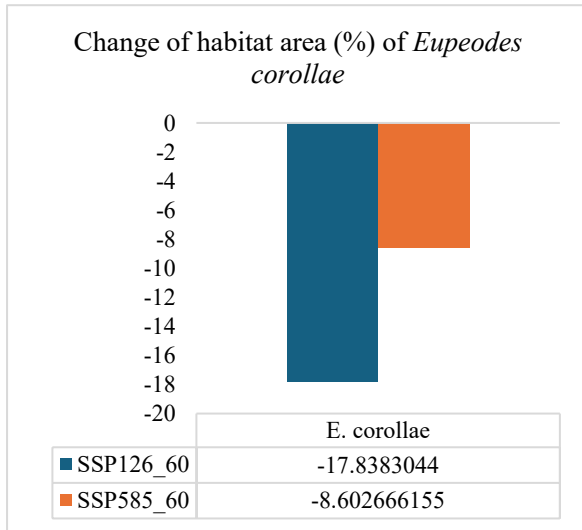 Change of habitat area (%) of Eupeodes
corollae
0
-2
-4
-6
-8
-10
-12
-14
-16
-18
-20
E. corollae
SSP126_60 -17.8383044
SSP585_60 -8.602666155